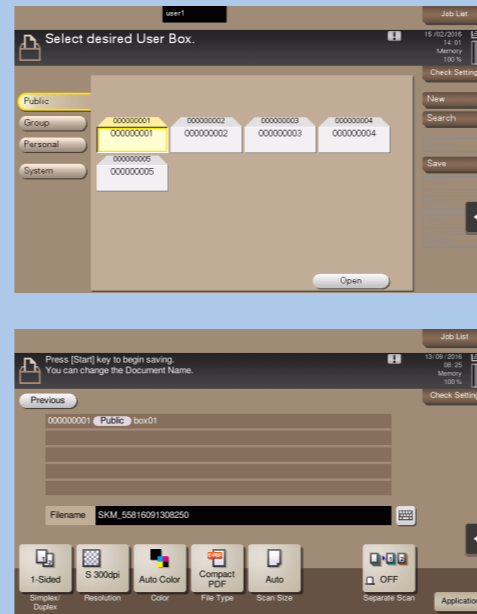 user1
Job List
Select desired User Box.
15/02/2016
14:01
Memory
100%
Check Setting
Public
Group
Personal
System
000000001
000000001
000000002
000000002
000000003
000000003
000000004
000000004
000000005
000000005
New
Search
Save
Open
Job List
Press [Start] key to begin saving.
You can change the Document Name.
13/09/2016
08:25
Memory
100%
Check Setting
Previous
000000001 Public box01
Filename SKM_55816091308250
1-Sided
S 300dpi
Auto Color
Compact
PDF
Auto
OFF
Simplex/
Duplex
Resolution
Color
File Type
Scan Size
Separate Scan
Application